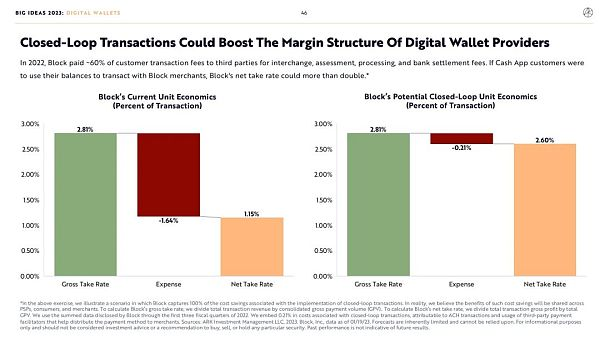 BIG IDEAS 2023: DIGITAL WALLETS
46
Closed-Loop Transactions Could Boost The Margin Structure Of Digital Wallet Providers
In 2022, Block paid ~60% of customer transaction fees to third parties for interchange, assessment, processing, and bank settlement fees. If Cash App customers were
to use their balances to transact with Block merchants, Block's net take rate could more than double.*
Block's Current Unit Economics
(Percent of Transaction)
3.00%
2.50%
2.00%
1.50%
1.00%
0.50%
0.00%
2.81%
-1.64%
1.15%
Gross Take Rate
Expense
Net Take Rate
Block's Potential Closed-Loop Unit Economics
(Percent of Transaction)
3.00%
2.50%
2.00%
1.50%
1.00%
0.50%
0.00%
2.81%
-0.21%
2.60%
Gross Take Rate
Expense
Net Take Rate
*In the above exercise, we illustrate a scenario in which Block captures 100% of the cost savings associated with the implementation of closed-loop transactions. In reality, we believe the benefits of such cost savings will be shared across
PSPs, consumers, and merchants. To calculate Block's gross take rate, we divide total transaction revenue by consolidated gross payment volume (GPV). To calculate Block's net take rate, we divide total transaction gross profit by total
GPV. We use the summed data disclosed by Block through the first three fiscal quarters of 2022. We embed 0.21% in costs associated with closed-loop transactions, attributable to ACH transactions and usage of third-party payment
facilitators that help distribute the payment method to merchants. Sources: ARK Investment Management LLC, 2023. Block, Inc., data as of 01/19/23. Forecasts are inherently limited and cannot be relied upon. For informational purposes
only and should not be considered investment advice or a recommendation to buy, sell, or hold any particular security. Past performance is not indicative of future results.